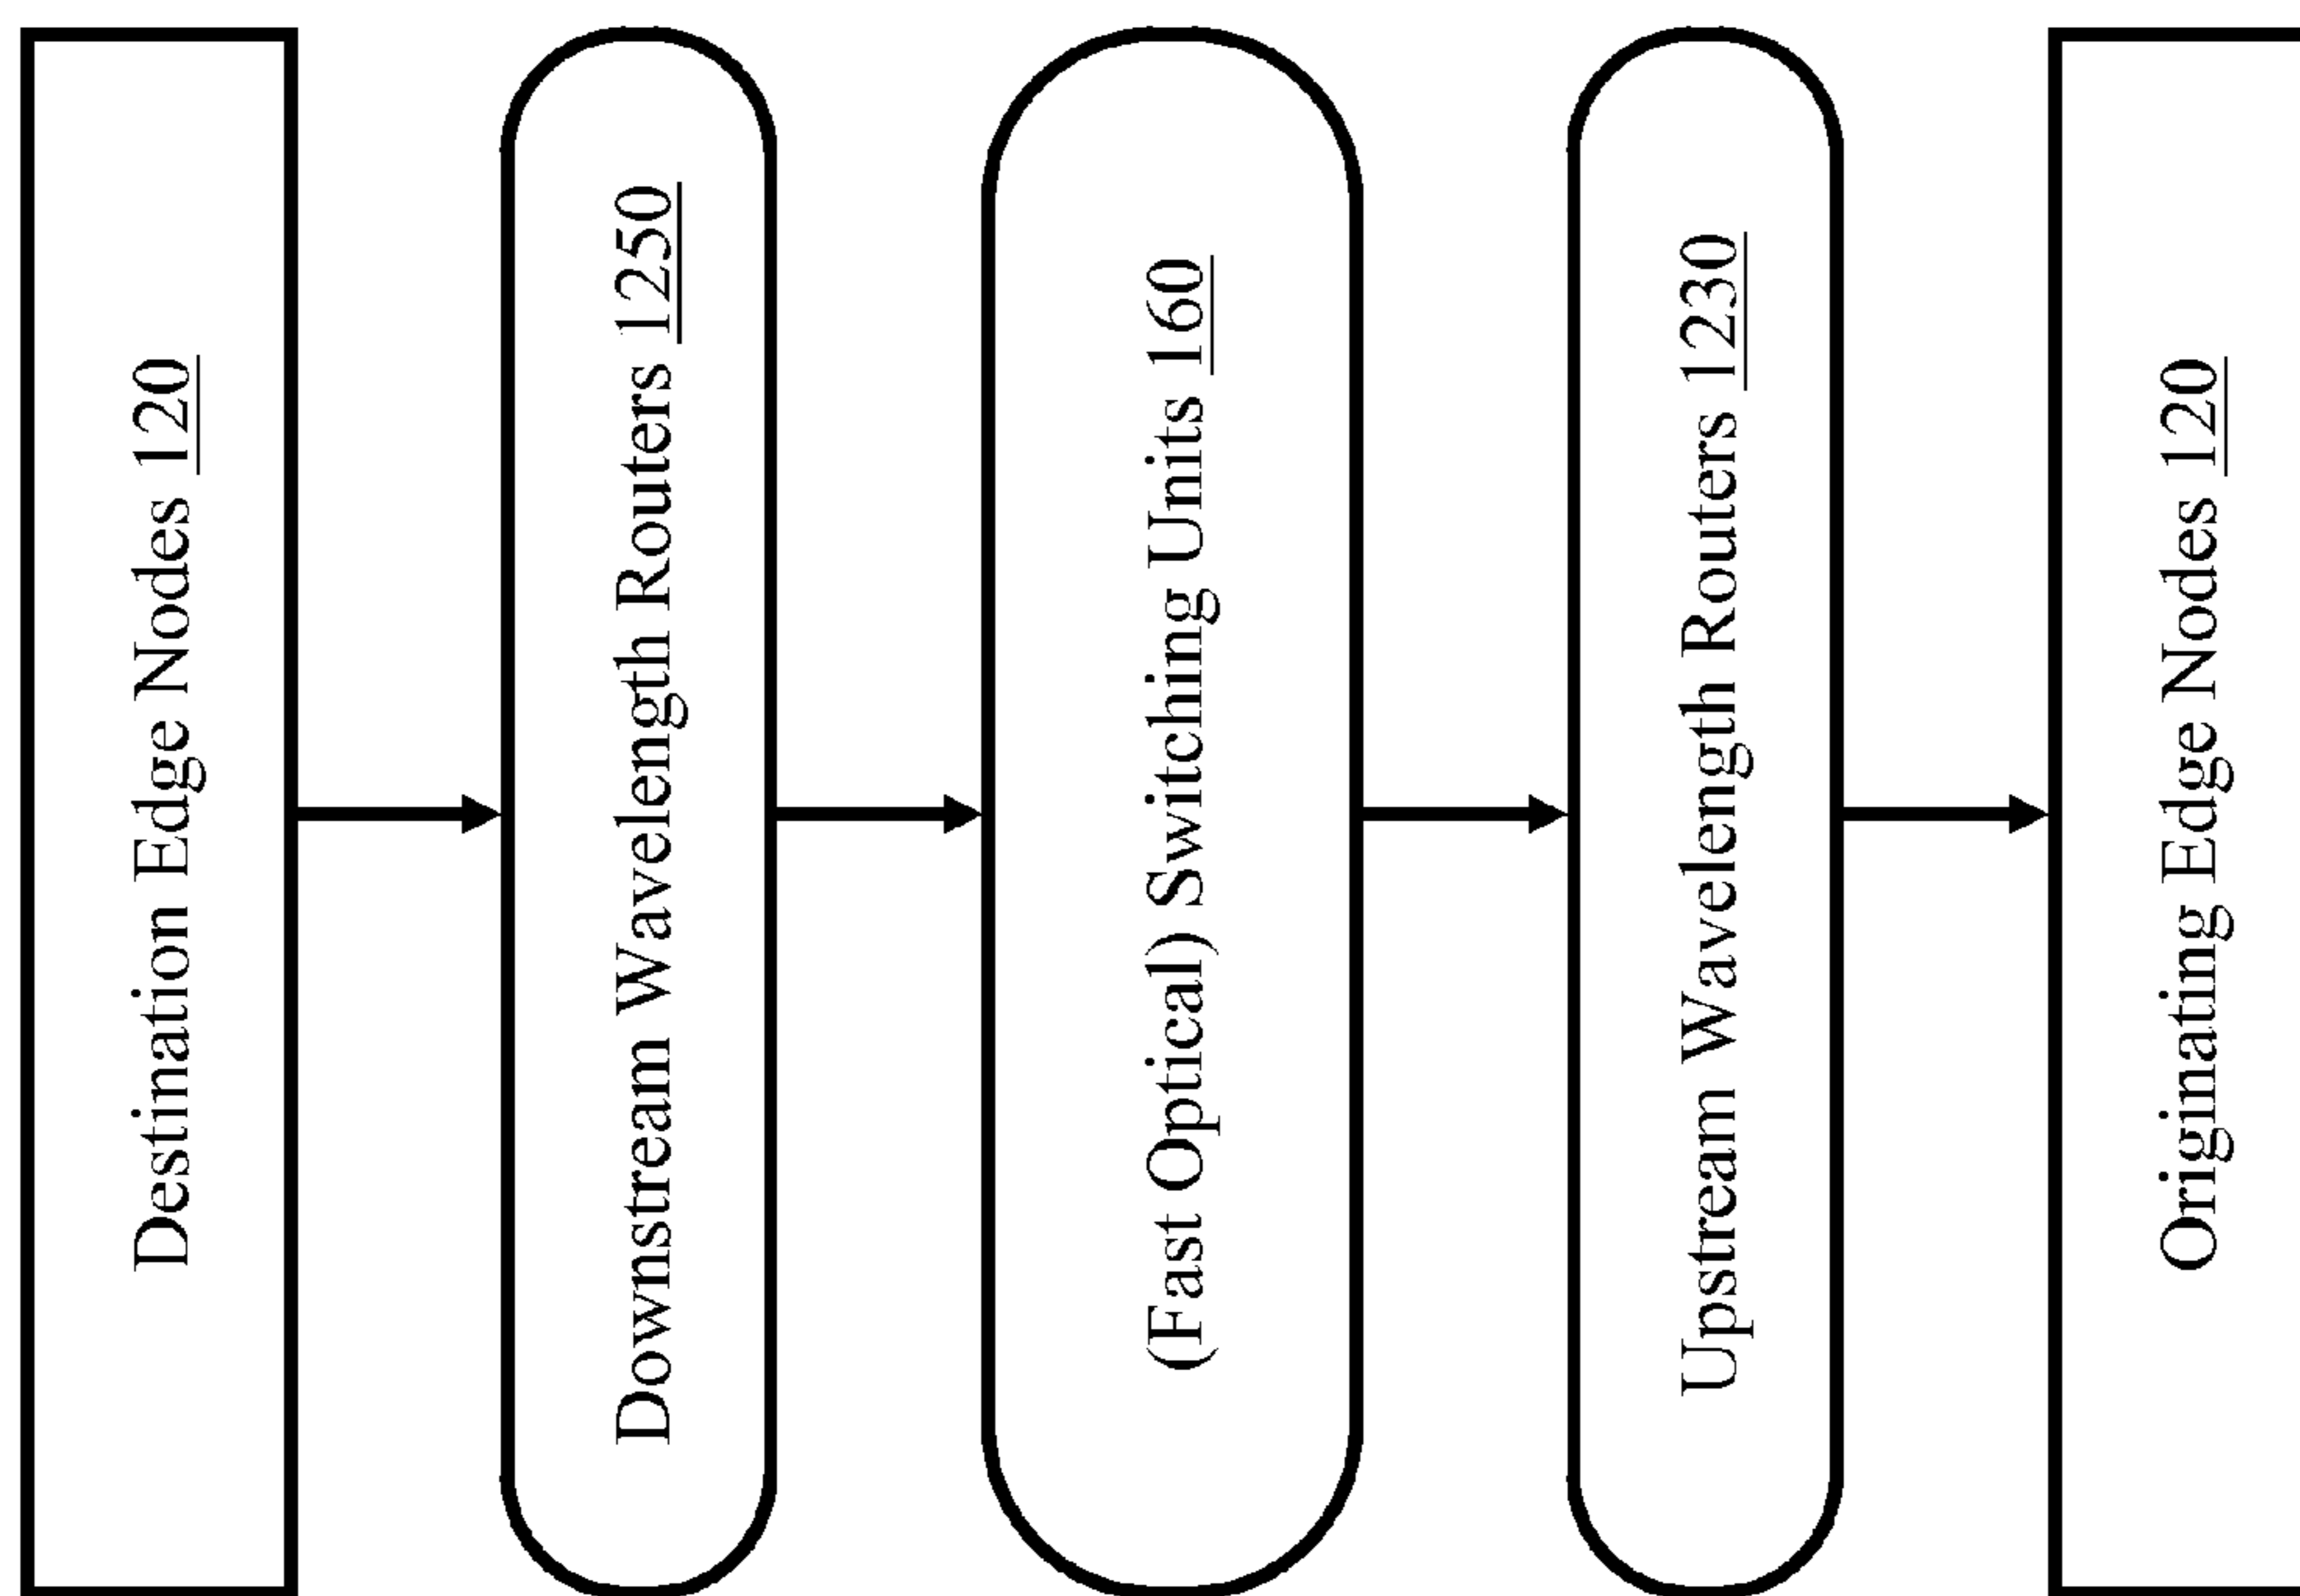 Destination Edge Nodes 120
Downstream Wavelength Routers 1250
(Fast Optical) Switching Units 160
Upstream Wavelength Routers 1230
Originating Edge Nodes 120